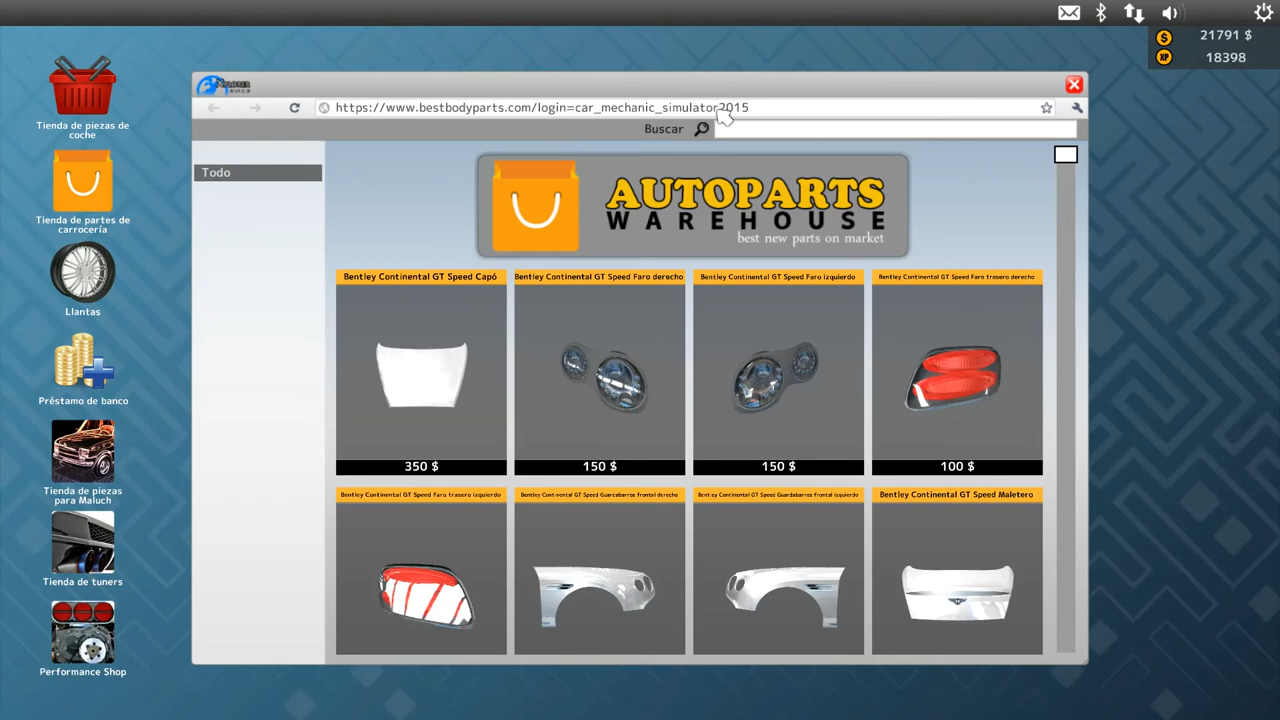 21791 $
18398
Tienda de piezas de
coche
Tienda de partes de
carrocería
Llantas
Préstamo de banco
Tienda de piezas
para Maluch
Tienda de tuners
Performance Shop
https://www.bestbodyparts.com/login=car_mechanic_simulator2015
Buscar
Todo
AUTOPARTS
WAREHOUSE
best new parts on market
Bentley Continental GT Speed Capó
Bentley Continental GT Speed Faro derecho
Bentley Continental GT Speed Faro izquierdo
Bentley Continental GT Speed Faro trasero derecho
350 $
150 $
150 $
100 $
Bentley Continental GT Speed Faro trasero izquierdo
Bentley Continental GT Speed Guardabarros frontal derecho
Bentley Continental GT Speed Guardabarros frontal izquierdo
Bentley Continental GT Speed Maletero